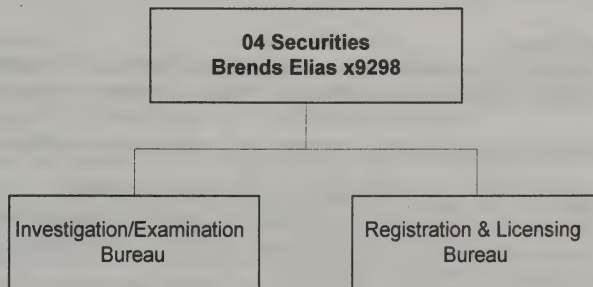 04 Securities
Brends Elias x9298
Investigation/Examination
Bureau
Registration & Licensing
Bureau